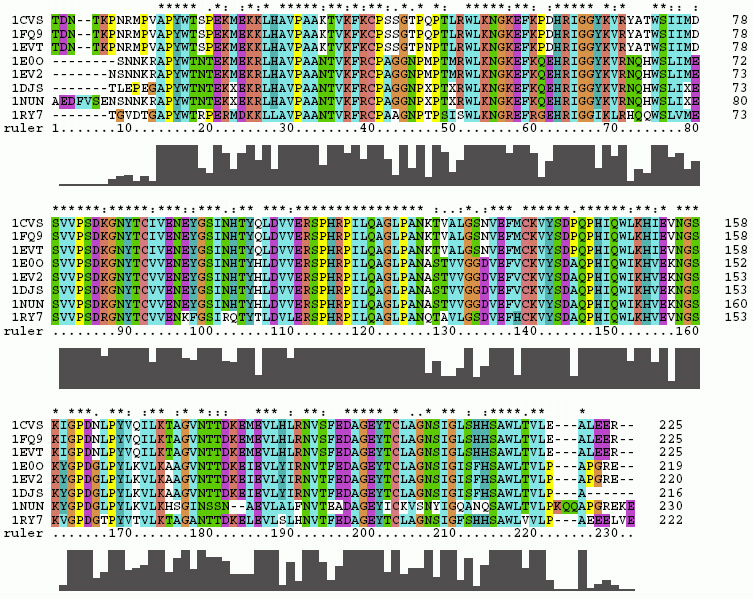 1CVS TDN--TKPNRMPVAPYWTSPEKMEKKLHAVPAAKTVKFKCPSSGTPQPTLRWLKNGKEFKPDHRIGGYKVRYATWSIIMD 78
1FQ9 TDN--TKPNRMPVAPYWTSPEKMEKKLHAVPAAKTVKFKCPSSGTPQPTLRWLKNGKEFKPDHRIGGYKVRYATWSIIMD 78
1EVT TDN--TKPNRMPVAPYWTSPEKMEKKLHAVPAAKTVKFKCPSSGTPNPTLRWLKNGKEFKPDHRIGGYKVRYATWSIIMD 78
1E0O --------SNNKRAPYWTNTEKMEKRLHAVPAANTVKFRCPAGGNPMPTMRWLKNGKEFKQEHRIGGYKVRNQHWSLIME 72
1EV2 -------NSNNKRAPYWTNTEKMEKRLHAVPAANTVKFRCPAGGNPMPTMRWLKNGKEFKQEHRIGGYKVRNQHWSLIME 73
1DJS -------TLEPEGAPYWTNTEKXEKRLHAVPAANTVKFRCPAGGNPXPTXRWLKNGKEFKQEHRIGGYKVRNQHWSLIXE 73
1NUN AEDFVSENSNNKRAPYWTNTEKMEKRLHAVPAANTVKFRCPAGGNPMPTMRWLKNGKEFKQEHRIGGYKVRNQHWSLIME 80
1RY7 -------GTGVDTGAPYWTRPERMDKKLLAVPAANTVRFRCPAAGNPTPSISWLKNGREFRGEHRIGGIKLRHQQWSLVME 73
ruler 1.......10........20........30........40........50........60........70........80
1CVS SVVPSDKGNYTCIVENEYGSINHTYQLDVVERSPHRPILQAGLPANKTVALGSNVEFMCKVYSDPQPHIQWLKHIEVNGS 158
1FQ9 SVVPSDKGNYTCIVENEYGSINHTYQLDVVERSPHRPILQAGLPANKTVALGSNVEFMCKVYSDPQPHIQWLKHIEVNGS 158
1EVT SVVPSDKGNYTCIVENEYGSINHTYQLDVVERSPHRPILQAGLPANKTVALGSNVEFMCKVYSDPQPHIQWLKHIEVNGS 158
1E0O SVVPSDKGNYTCVVENEYGSINHTYHLDVVERSPHRPILQAGLPANASTVVGGDVEFVCKVYSDAQPHIQWIKHVEKNGS 152
1EV2 SVVPSDKGNYTCVVENEYGSINHTYHLDVVERSPHRPILQAGLPANASTVVGGDVEFVCKVYSDAQPHIQWIKHVEKNGS 153
1DJS SVVPSDKGNYTCVVENEYGSINHTYHLDVVERSPHRPILQAGLPANASTVVGGDVEFVCKVYSDAQPHIQWIKHVEKNGS 153
1NUN SVVPSDKGNYTCVVENEYGSINHTYHLDVVERSPHRPILQAGLPANASTVVGGDVEFVCKVYSDAQPHIQWIKHVEKNGS 160
1RY7 SVVPSDRGNYTCVVENKFGSIRQTYTLDVLERSPHRPILQAGLPANQTAVLGSDVEFHCKVYSDAQPHIQWLKHVEVNGS 153
ruler ........90.......100.......110.......120.......130.......140.......150.......160
1CVS KIGPDNLPYVQILKTAGVNTTDKEMEVLHLRNVSFEDAGEYTCLAGNSIGLSHHSAWLTVLE---ALEER-- 225
1FQ9 KIGPDNLPYVQILKTAGVNTTDKEMEVLHLRNVSFEDAGEYTCLAGNSIGLSHHSAWLTVLE---ALEER-- 225
1EVT KIGPDNLPYVQILKTAGVNTTDKEMEVLHLRNVSFEDAGEYTCLAGNSIGLSHHSAWLTVLE---ALEER-- 225
1E0O KYGPDGLPYLKVLKAAGVNTTDKEIEVLYIRNVTFEDAGEYTCLAGNSIGISFHSAWLTVLP---APGRE-- 219
1EV2 KYGPDGLPYLKVLKAAGVNTTDKEIEVLYIRNVTFEDAGEYTCLAGNSIGISFHSAWLTVLP---APGRE-- 220
1DJS KYGPDGLPYLKVLKAAGVNTTDKEIEVLYIRNVTFEDAGEYTCLAGNSIGISFHSAWLTVLP---A------ 216
1NUN KYGPDGLPYLKVLKHSGINSSN--AEVLALFNVTEADAGEYICKVSNYIGQANQSAWLTVLPKQQAPGREKE 230
1RY7 KVGPDGTPYVTVLKTAGANTTDKELEVLSLHNVTFEDAGEYTCLAGNSIGFSHHSAWLVVLP---AEEELVE 222
ruler .......170.......180.......190.......200.......210.......220.......230..